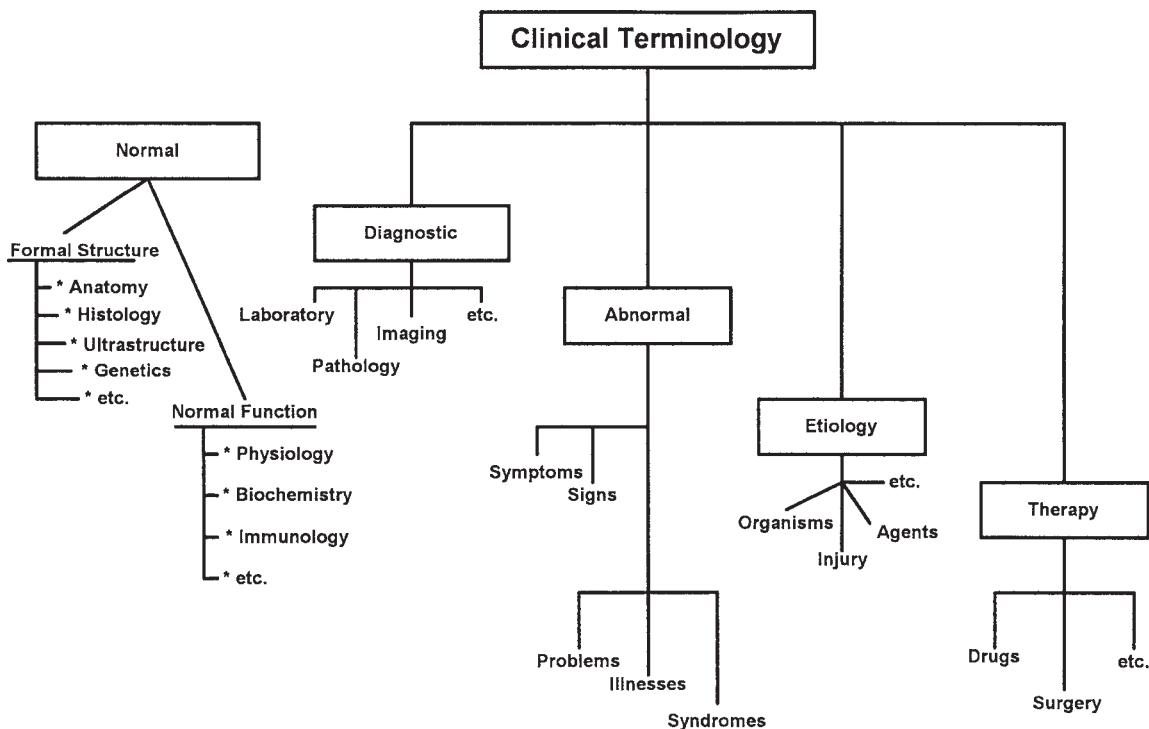 Clinical Terminology
Normal
Formal Structure
* Anatomy
* Histology
* Ultrastructure
* Genetics
* etc.
Normal Function
* Physiology
* Biochemistry
* Immunology
* etc.
Diagnostic
Laboratory
Pathology
Imaging
etc.
Abnormal
Symptoms
Signs
Problems
Illnesses
Syndromes
Etiology
Organisms
Injury
Agents
etc.
Therapy
Drugs
Surgery
etc.